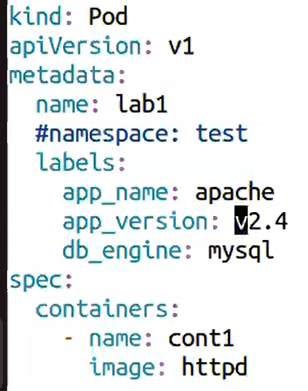 kind: Pod
apiVersion: v1
metadata:
  name: lab1
  #namespace: test
  labels:
    app_name: apache
    app_version: v2.4
    db_engine: mysql
spec:
  containers:
    - name: cont1
      image: httpd